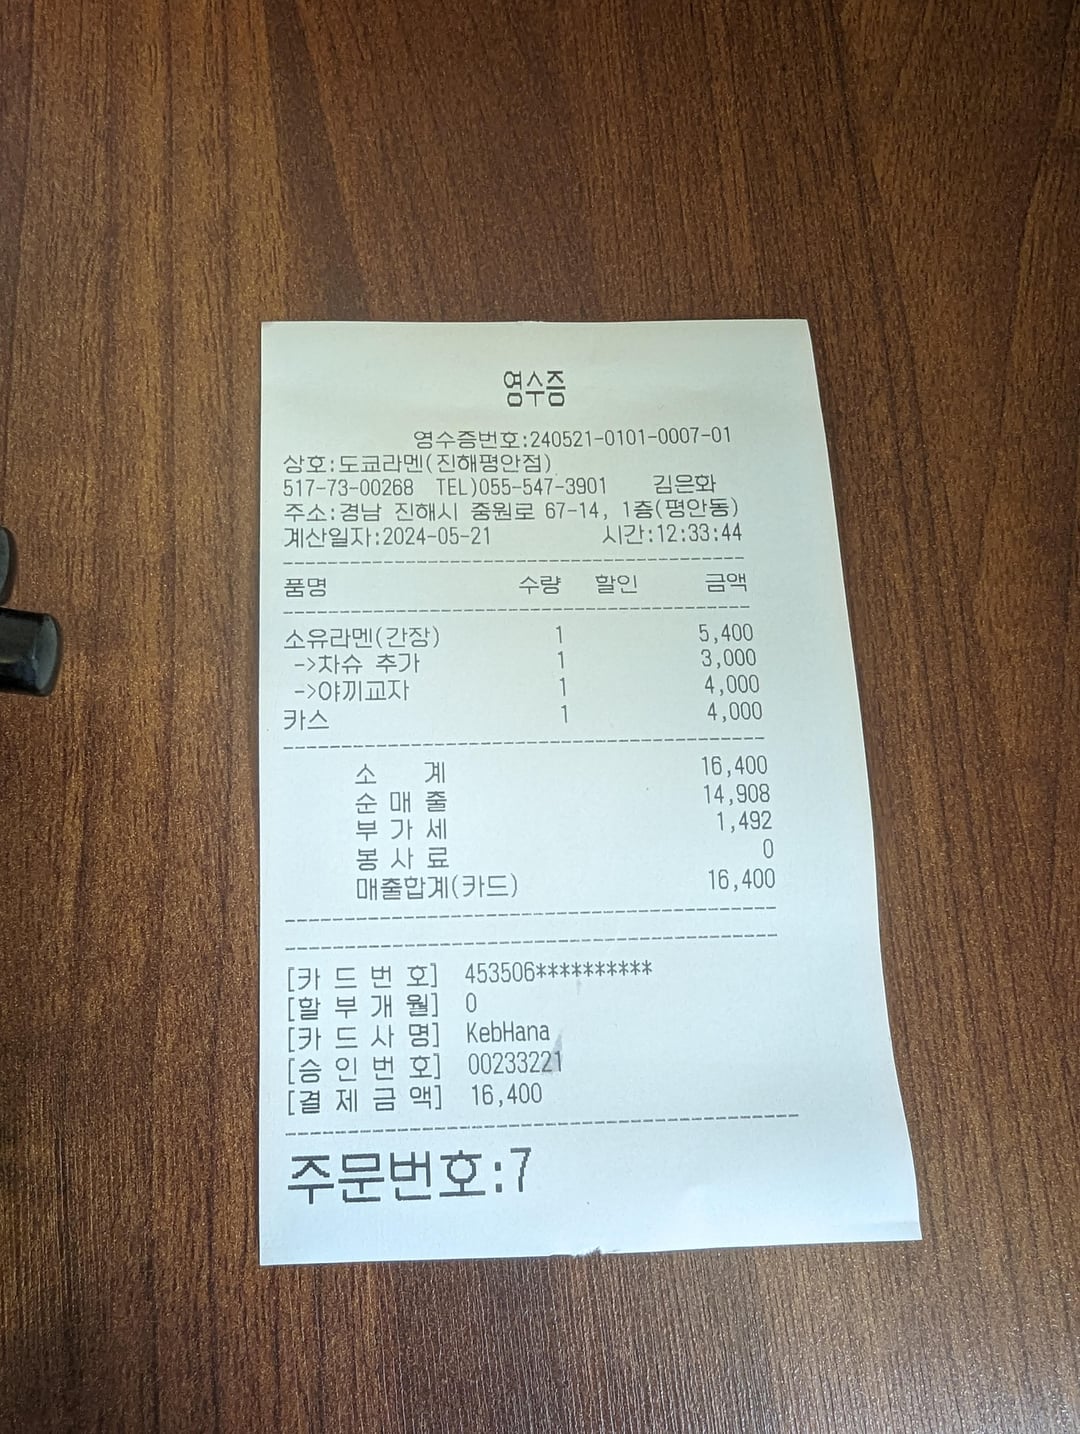 영수증
영수증번호:240521-0101-0007-01
상호:도쿄라멘(진해평안점)
517-73-00268 TEL)055-547-3901 김은화
주소:경남 진해시 중원로 67-14, 1층(평안동)
계산일자:2024-05-21 시간:12:33:44
품명 수량 할인 금액
소유라멘(간장) 1 5,400
->차슈 추가 1 3,000
->야끼교자 1 4,000
카스 1 4,000
소 계 16,400
순 매 출 14,908
부 가 세 1,492
봉 사 료 0
매출합계(카드) 16,400
[카 드 번 호] 453506**********
[할 부 개 월] 0
[카 드 사 명] KebHana
[승 인 번 호] 00233221
[결 제 금 액] 16,400
주문번호:7